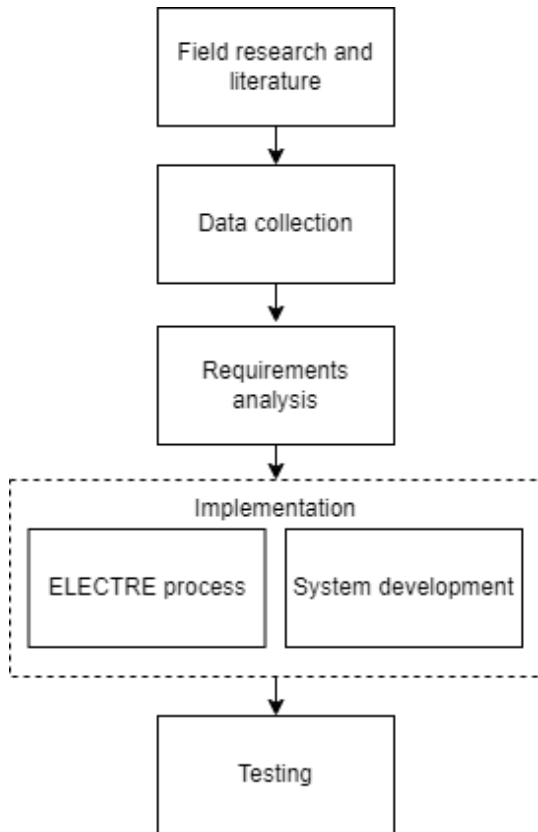 Field research and
literature
Data collection
Requirements
analysis
Implementation
ELECTRE process
System development
Testing